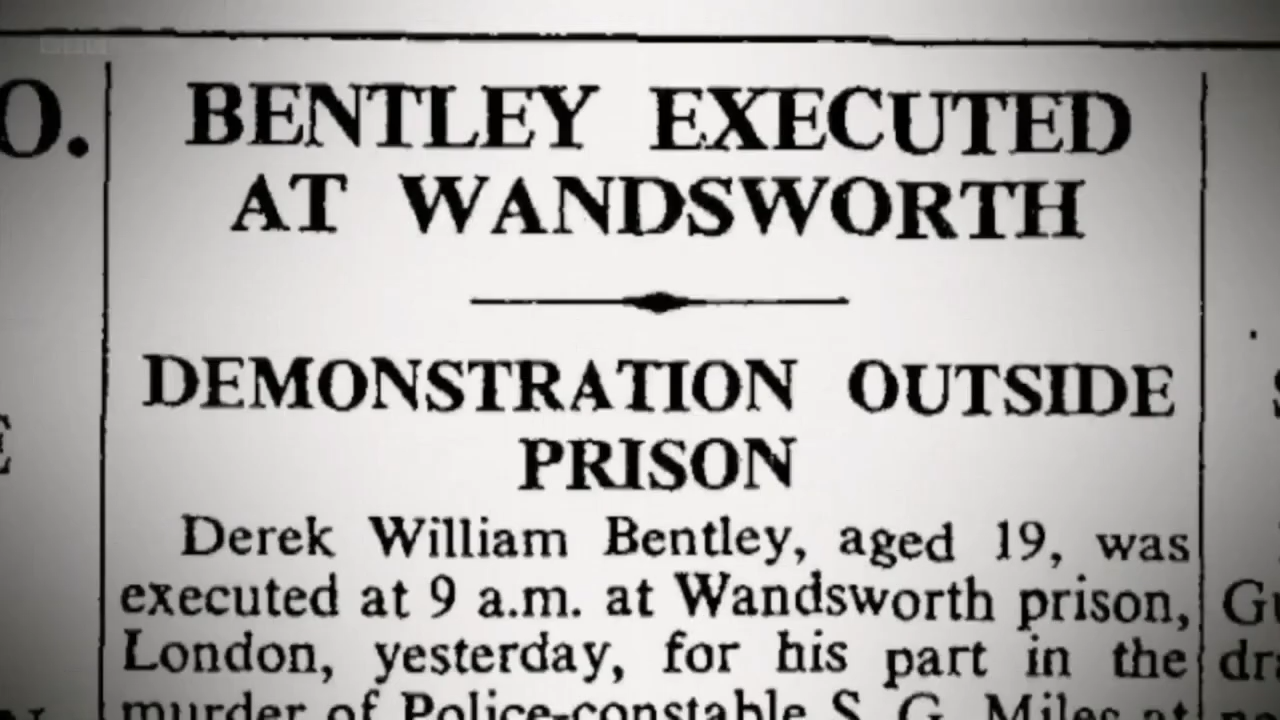 BBC
BENTLEY EXECUTED
AT WANDSWORTH
DEMONSTRATION OUTSIDE
PRISON
Derek William Bentley, aged 19, was
executed at 9 a.m. at Wandsworth prison,
London, yesterday, for his part in the
murder of Police-constable S. G. Miles at
O.